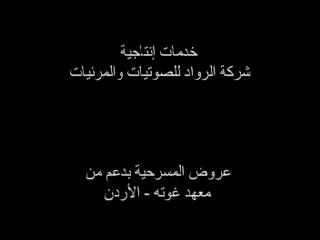 خدمات إنتاجية
شركة الرواد للصوتيات والمرئيات
عروض المسرحية بدعم من
معهد غوته - الأردن